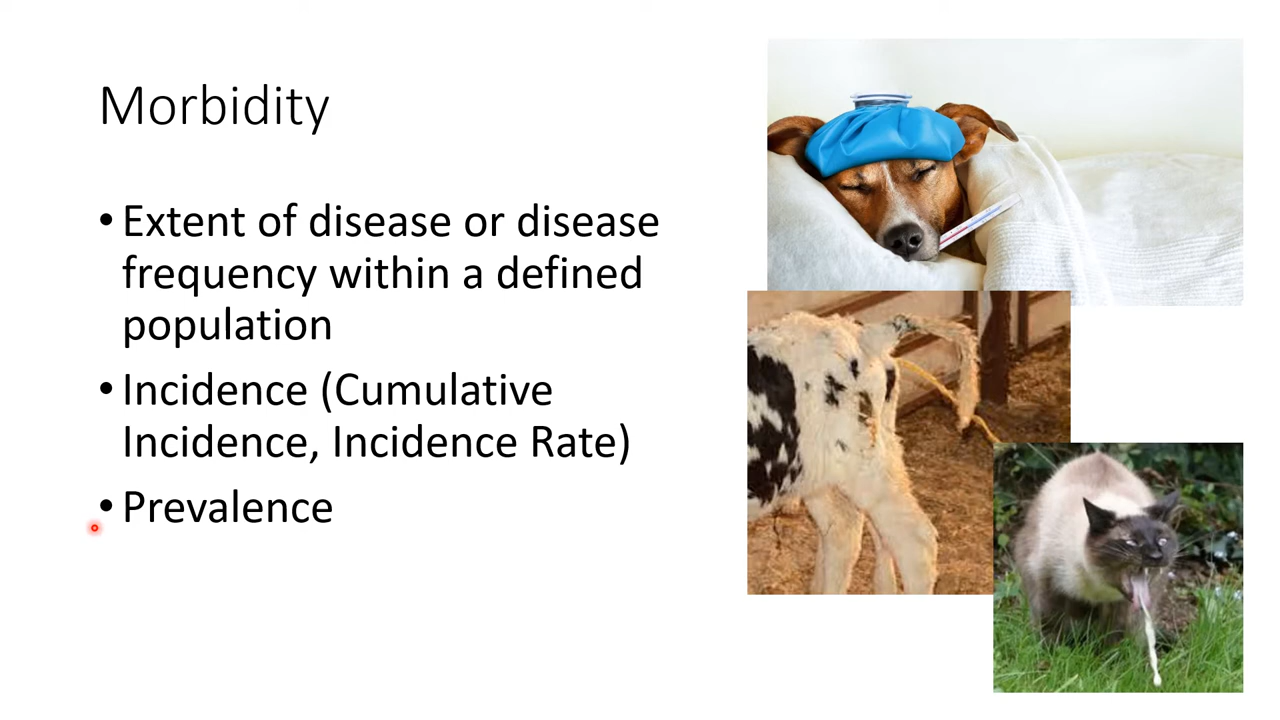 Morbidity
• Extent of disease or disease
frequency within a defined
population
• Incidence (Cumulative
Incidence, Incidence Rate)
• Prevalence